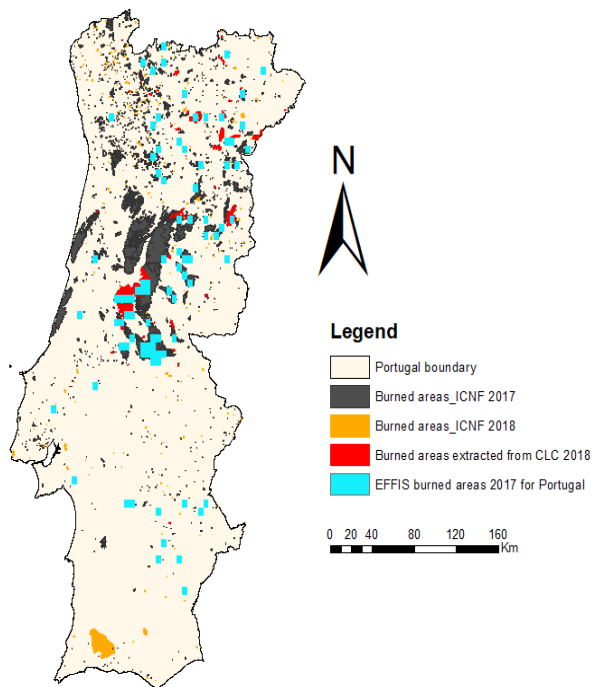 N
Legend
Portugal boundary
Burned areas_ICNF 2017
Burned areas_ICNF 2018
Burned areas extracted from CLC 2018
EFFIS burned areas 2017 for Portugal
0 20 40 80 120 160
Km